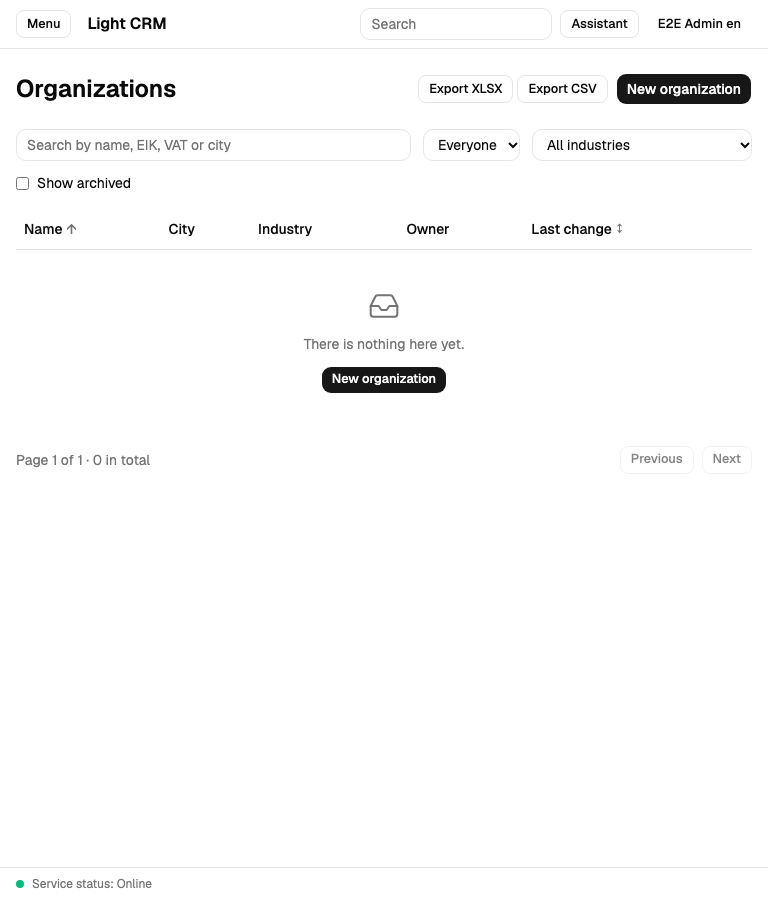 Menu Light CRM Search Assistant E2E Admin en
Organizations Export XLSX Export CSV New organization
Search by name, EIK, VAT or city Everyone All industries
Show archived
Name ↑ City Industry Owner Last change ↕
There is nothing here yet.
New organization
Page 1 of 1 · 0 in total Previous Next
Service status: Online